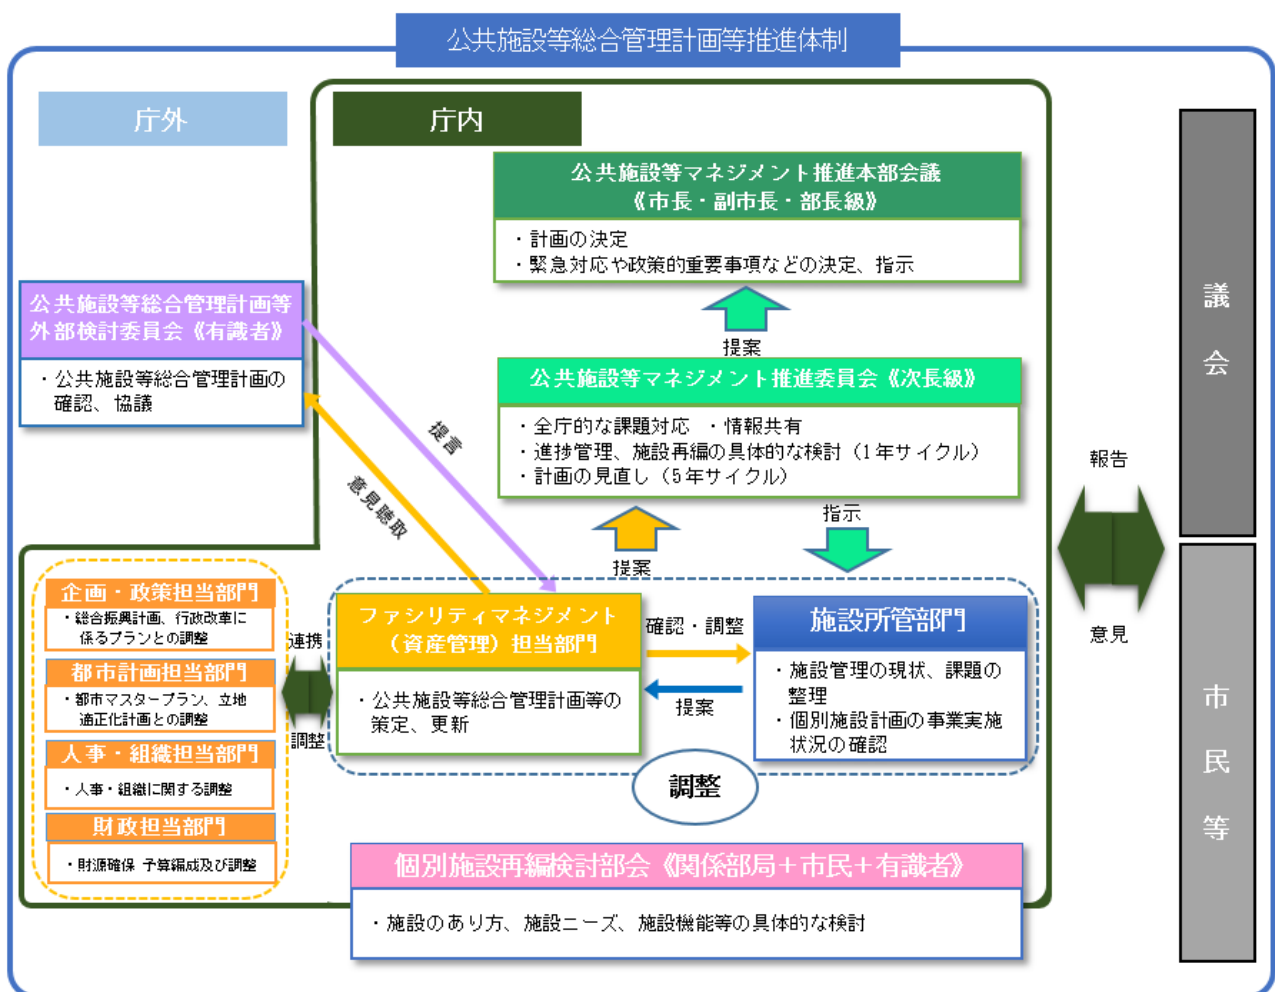 公共施設等総合管理計画等推進体制
庁外
庁内
公共施設等マネジメント推進本部会議
《市長・副市長・部長級》
・計画の決定
・緊急対応や政策的重要事項などの決定、指示
提案
公共施設等総合管理計画等
外部検討委員会《有識者》
・公共施設等総合管理計画の
確認、協議
公共施設等マネジメント推進委員会《次長級》
・全庁的な課題対応 ・情報共有
・進捗管理、施設再編の具体的な検討（1年サイクル）
・計画の見直し（5年サイクル）
提言
意見聴取
提案
指示
企画・政策担当部門
・総合振興計画、行政改革に
係るプランとの調整
都市計画担当部門
・都市マスタープラン、立地
適正化計画との調整
人事・組織担当部門
・人事・組織に関する調整
財政担当部門
・財源確保 予算編成及び調整
連携
調整
ファシリティマネジメント
（資産管理）担当部門
・公共施設等総合管理計画等の
策定、更新
確認・調整
提案
施設所管部門
・施設管理の現状、課題の
整理
・個別施設計画の事業実施
状況の確認
調整
個別施設再編検討部会《関係部局＋市民＋有識者》
・施設のあり方、施設ニーズ、施設機能等の具体的な検討
報告
意見
議会
市民等